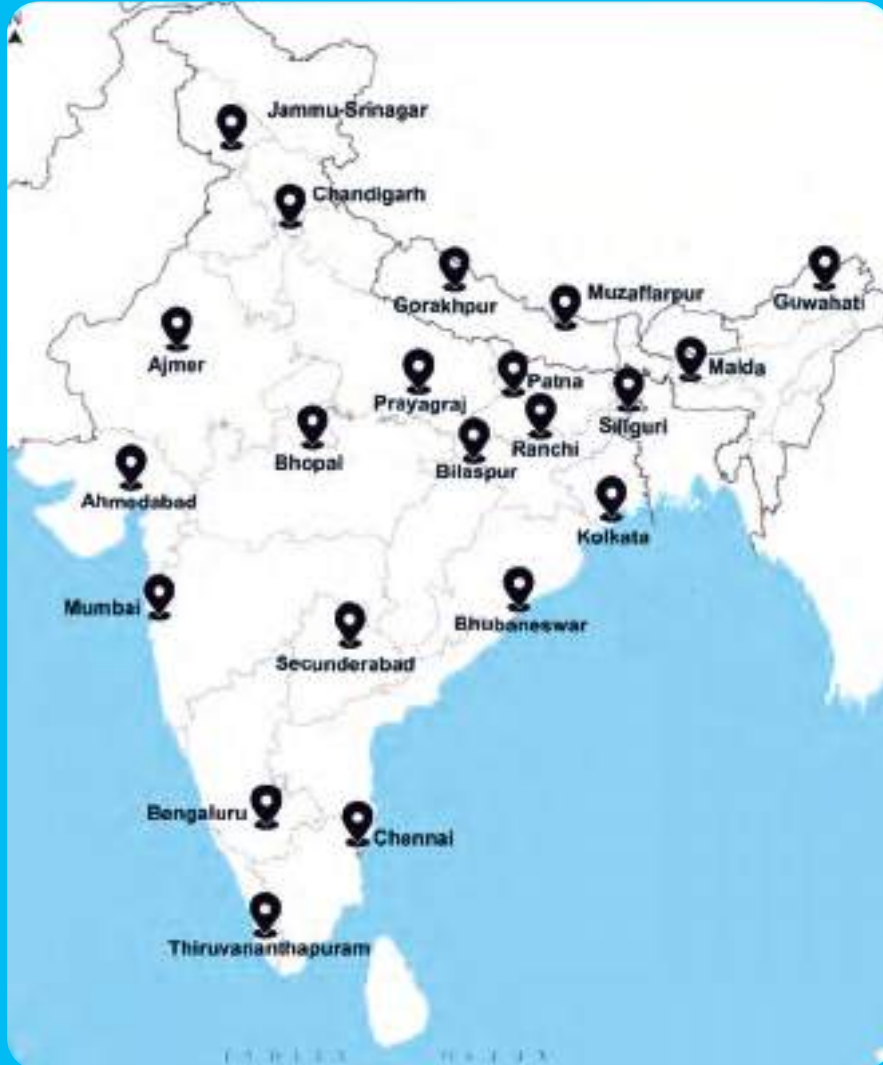 N
Jammu-Srinagar
Chandigarh
Gorakhpur
Muzaffarpur
Guwahati
Ajmer
Prayagraj
Patna
Malda
Siliguri
Ranchi
Bhopal
Bilaspur
Ahmedabad
Kolkata
Mumbai
Bhubaneswar
Secunderabad
Bengaluru
Chennai
Thiruvananthapuram